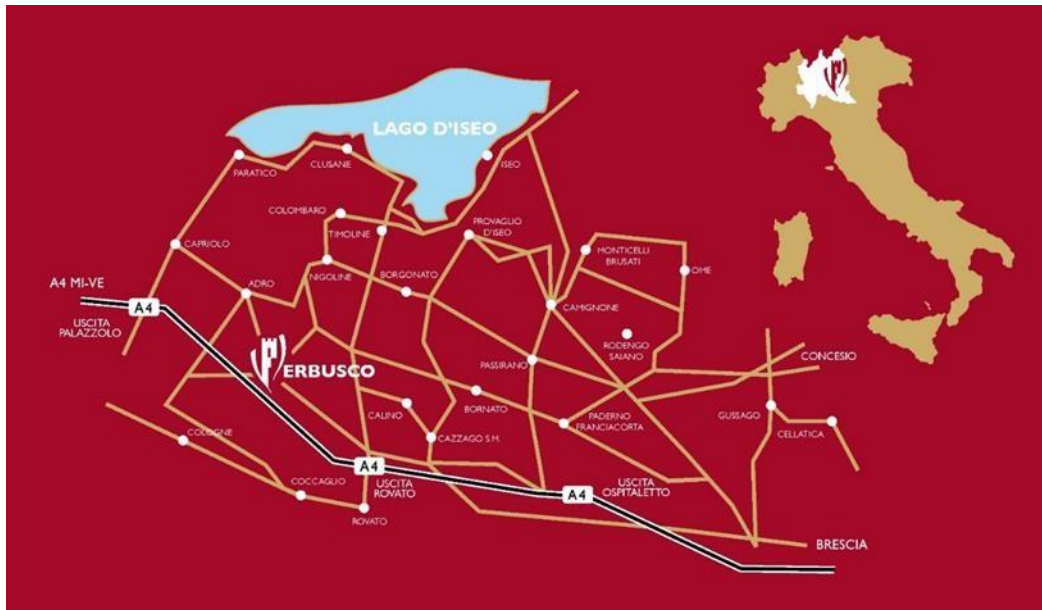 LAGO D'ISEO
ISEO
CLUSANE
PARATICO
COLOMBARO
TIMOLINE
PROVAGLIO
D'ISEO
CAPRIOLO
MONTICELLI
BRUSATI
OME
NIGOLINE
BORGONATO
ADRO
A4 MI-VE
A4
USCITA
PALAZZOLO
CAMIGNONE
RODENGO
SAIANO
CONCESIO
PASSIRANO
ERBUSCO
CALINO
BORNATO
PADERNO
FRANCIACORTA
GUSSAGO
CELLATICA
COLOGNE
CAZZAGO S.M.
A4
USCITA
ROVATO
COCCAGLIO
ROVATO
USCITA
OSPITALETTO
A4
BRESCIA